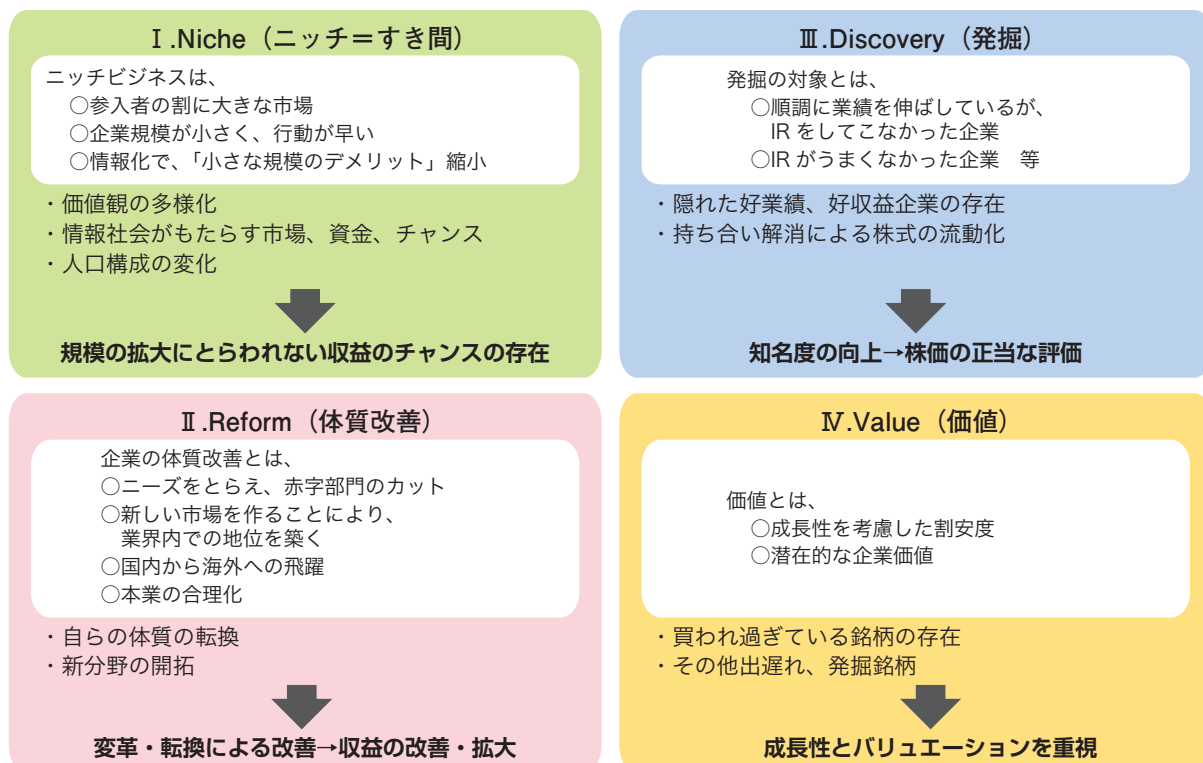 Ⅰ.Niche（ニッチ＝すき間）
ニッチビジネスは、
○参入者の割に大きな市場
○企業規模が小さく、行動が早い
○情報化で、「小さな規模のデメリット」縮小
・価値観の多様化
・情報社会がもたらす市場、資金、チャンス
・人口構成の変化
規模の拡大にとらわれない収益のチャンスの存在
Ⅱ.Reform（体質改善）
企業の体質改善とは、
○ニーズをとらえ、赤字部門のカット
○新しい市場を作ることにより、
業界内での地位を築く
○国内から海外への飛躍
○本業の合理化
・自らの体質の転換
・新分野の開拓
変革・転換による改善→収益の改善・拡大
Ⅲ.Discovery（発掘）
発掘の対象とは、
○順調に業績を伸ばしているが、
IR をしてこなかった企業
○IR がうまくなかった企業　等
・隠れた好業績、好収益企業の存在
・持ち合い解消による株式の流動化
知名度の向上→株価の正当な評価
Ⅳ.Value（価値）
価値とは、
○成長性を考慮した割安度
○潜在的な企業価値
・買われ過ぎている銘柄の存在
・その他出遅れ、発掘銘柄
成長性とバリュエーションを重視